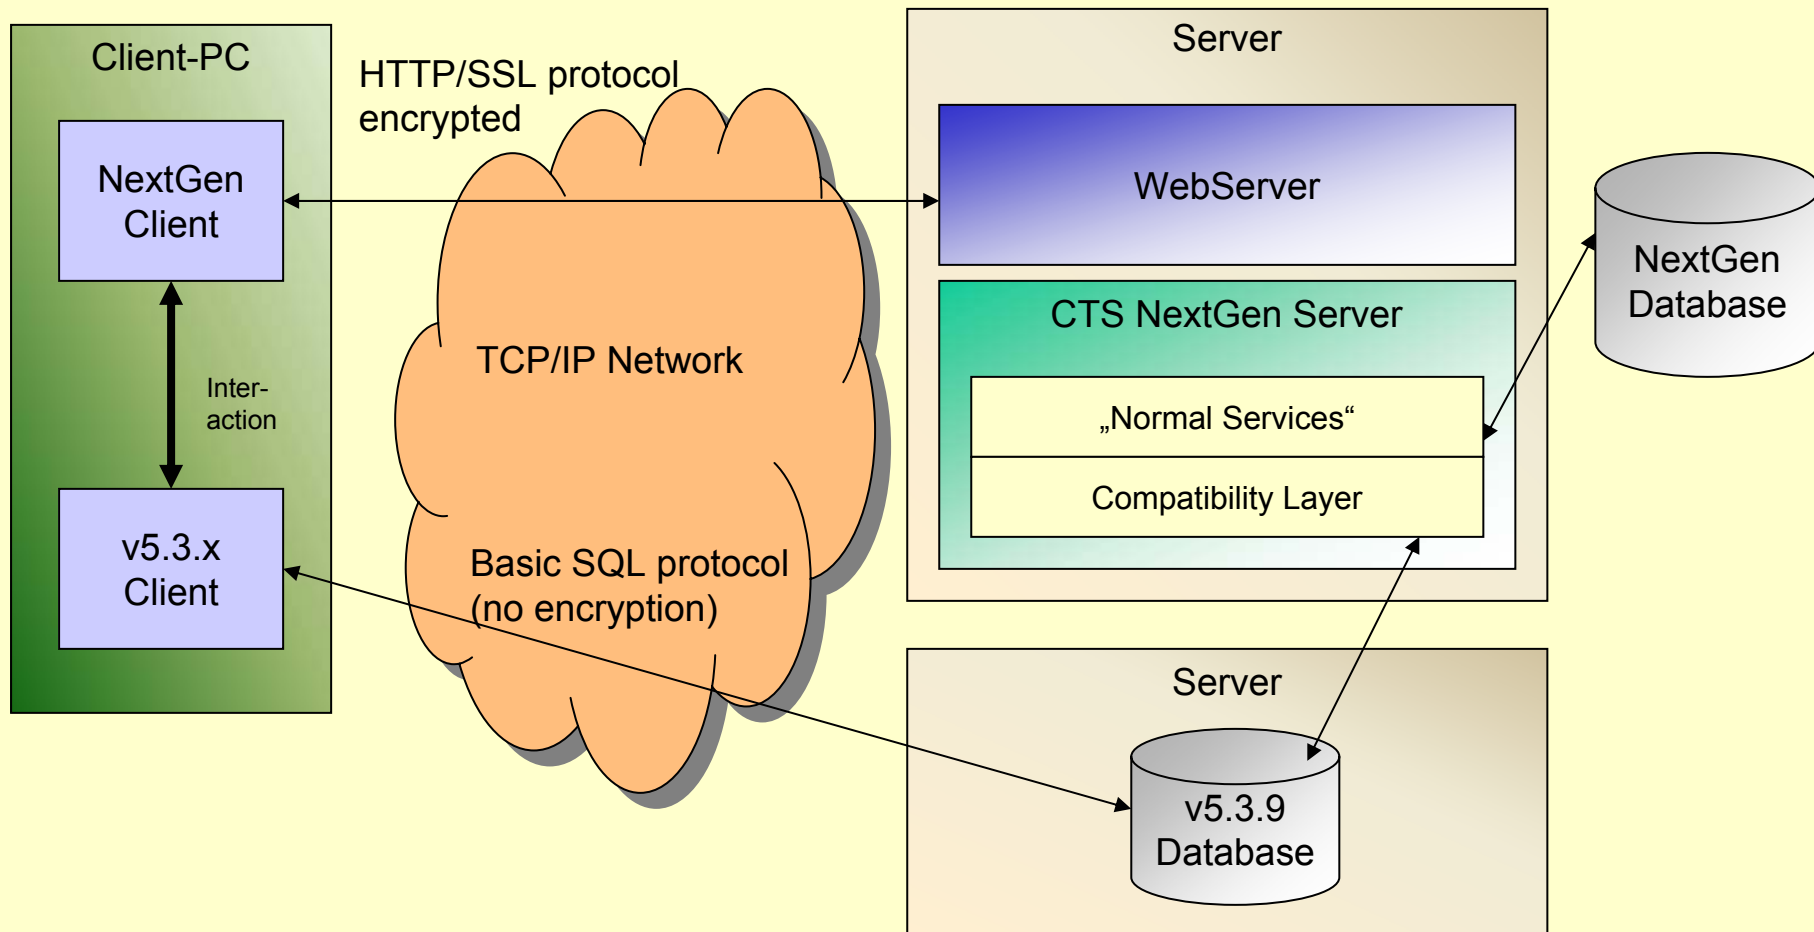 Client-PC
NextGen
Client
Inter-
action
v5.3.x
Client
HTTP/SSL protocol
encrypted
TCP/IP Network
Basic SQL protocol
(no encryption)
Server
WebServer
CTS NextGen Server
„Normal Services“
Compatibility Layer
NextGen
Database
Server
v5.3.9
Database